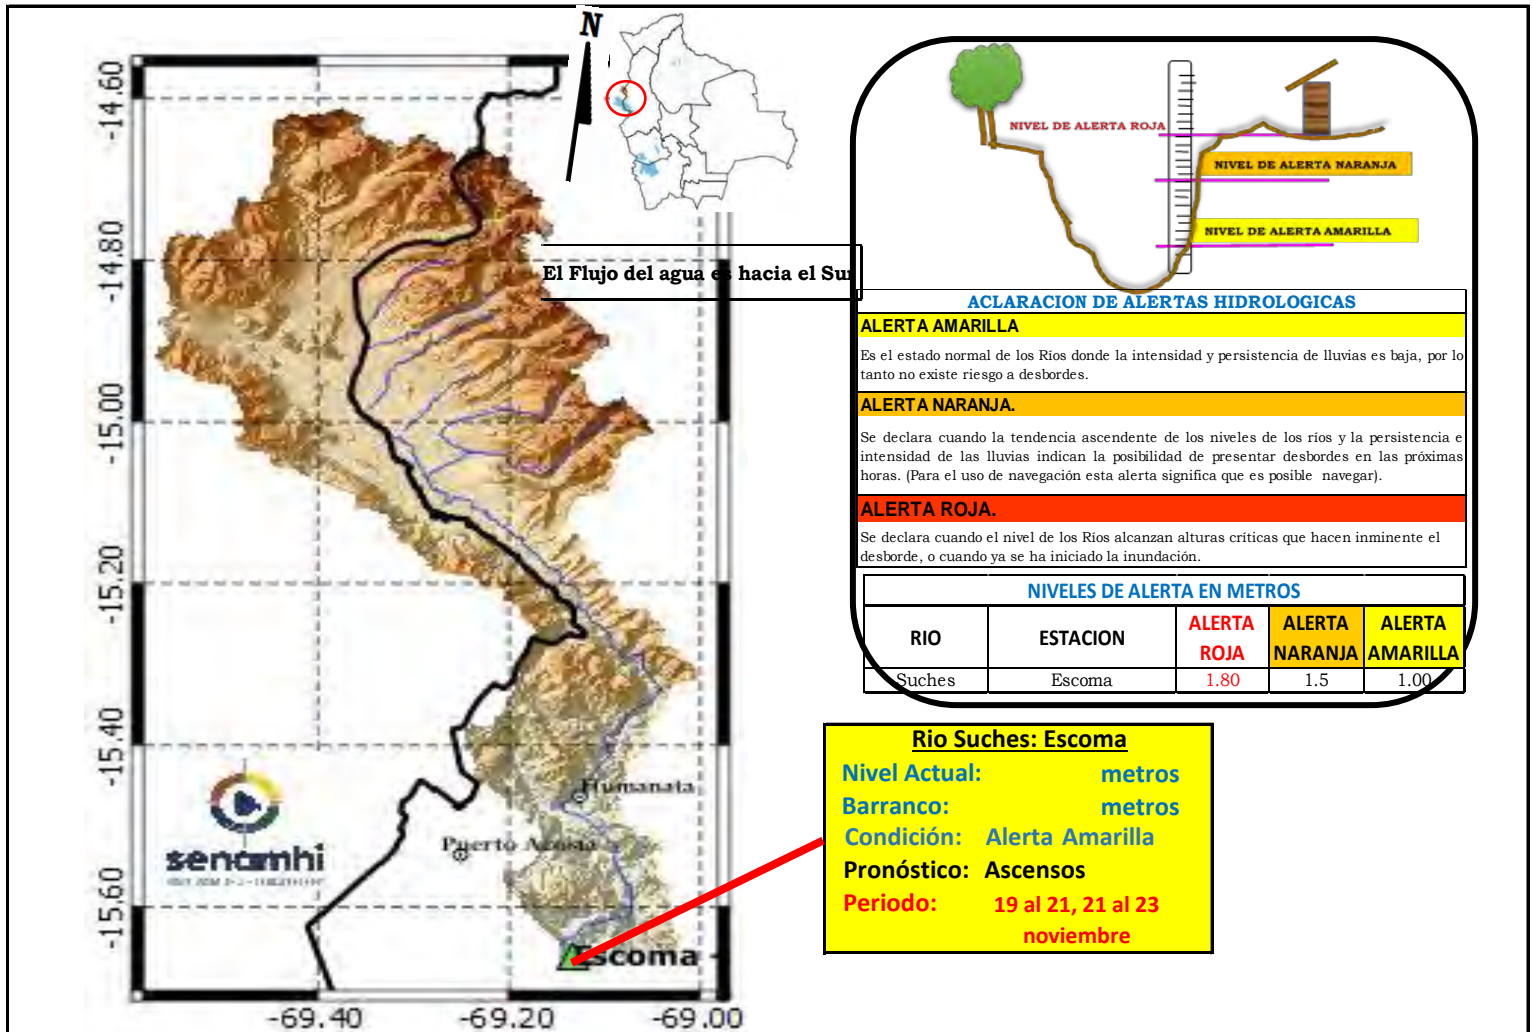 N
-14.60
-14.80
-15.00
-15.20
-15.40
-15.60
-69.40
-69.20
-69.00
El Flujo del agua es hacia el Sur
Humanata
Puerto Acosta
Escoma
senamhi
NIVEL DE ALERTA ROJA
NIVEL DE ALERTA NARANJA
NIVEL DE ALERTA AMARILLA
ACLARACION DE ALERTAS HIDROLOGICAS
ALERTA AMARILLA
Es el estado normal de los Ríos donde la intensidad y persistencia de lluvias es baja, por lo
tanto no existe riesgo a desbordes.
ALERTA NARANJA.
Se declara cuando la tendencia ascendente de los niveles de los ríos y la persistencia e
intensidad de las lluvias indican la posibilidad de presentar desbordes en las próximas
horas. (Para el uso de navegación esta alerta significa que es posible navegar).
ALERTA ROJA.
Se declara cuando el nivel de los Ríos alcanzan alturas críticas que hacen inminente el
desborde, o cuando ya se ha iniciado la inundación.
NIVELES DE ALERTA EN METROS
RIO ESTACION ALERTA ROJA ALERTA NARANJA ALERTA AMARILLA
Suches Escoma 1.80 1.5 1.00
Rio Suches: Escoma
Nivel Actual: metros
Barranco: metros
Condición: Alerta Amarilla
Pronóstico: Ascensos
Periodo: 19 al 21, 21 al 23
noviembre